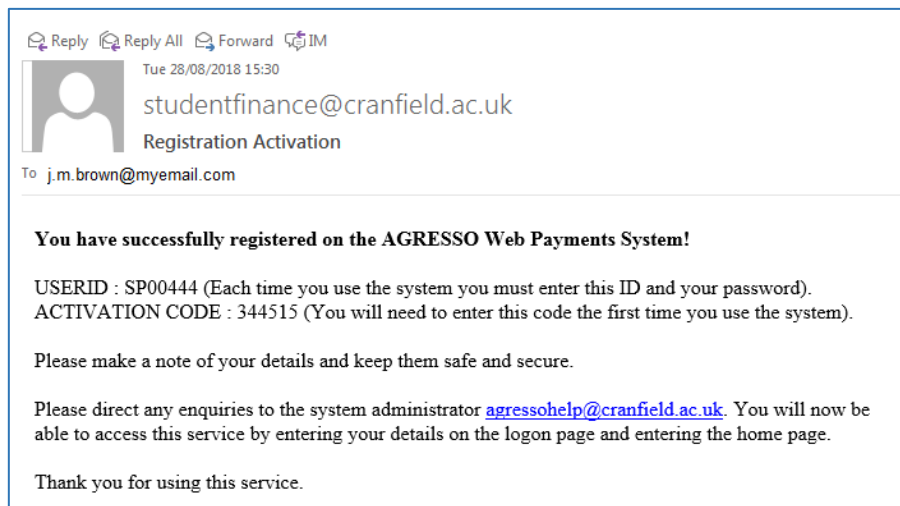 Reply Reply All Forward IM
Tue 28/08/2018 15:30
studentfinance@cranfield.ac.uk
Registration Activation
To j.m.brown@myemail.com
You have successfully registered on the AGRESSO Web Payments System!
USERID : SP00444 (Each time you use the system you must enter this ID and your password).
ACTIVATION CODE : 344515 (You will need to enter this code the first time you use the system).
Please make a note of your details and keep them safe and secure.
Please direct any enquiries to the system administrator agressohelp@cranfield.ac.uk. You will now be
able to access this service by entering your details on the logon page and entering the home page.
Thank you for using this service.